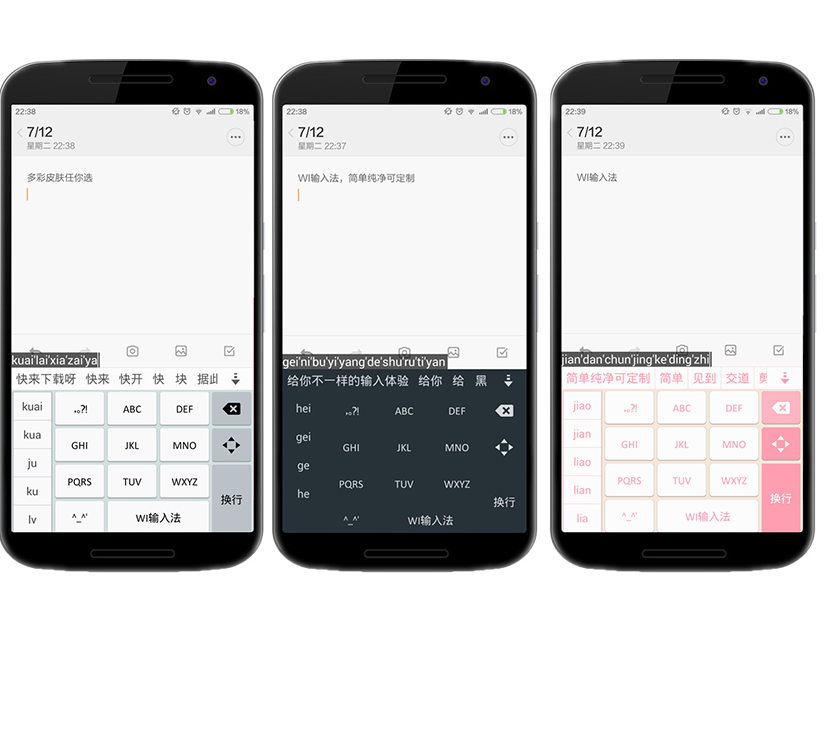 22:38
18%
7/12
星期二 22:38
多彩皮肤任你选
kuai'lai'xia'zai'ya
快来下载呀 快来 快开 快 块 据此
kuai
kua
ju
ku
lv
,。?!
ABC
DEF
GHI
JKL
MNO
PQRS
TUV
WXYZ
换行
^_^'
WI输入法
22:38
18%
7/12
星期二 22:37
WI输入法，简单纯净可定制
gei'ni'bu'yi'yang'de'shu'ru'ti'yan
给你不一样的输入体验 给你 给 黑
hei
gei
ge
he
,。?!
ABC
DEF
GHI
JKL
MNO
PQRS
TUV
WXYZ
换行
^_^'
WI输入法
22:39
18%
7/12
星期二 22:39
WI输入法
jian'dan'chun'jing'ke'ding'zhi
简单纯净可定制 简单 见到 交道
jiao
jian
liao
lian
lia
,。?!
ABC
DEF
GHI
JKL
MNO
PQRS
TUV
WXYZ
换行
^_^'
WI输入法